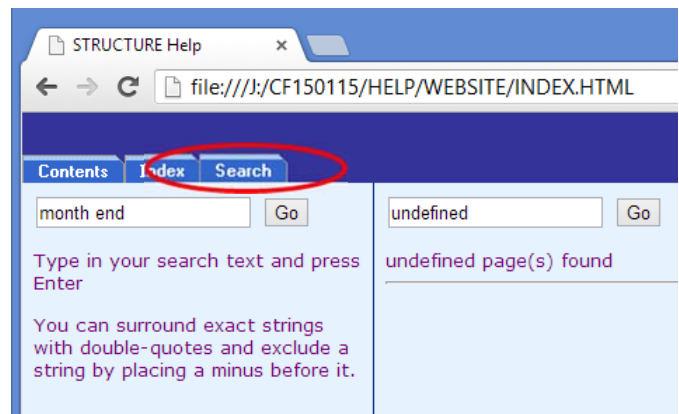 STRUCTURE Help
file:///J:/CF150115/HELP/WEBSITE/INDEX.HTML
Contents Index Search
month end Go
Type in your search text and press
Enter
You can surround exact strings
with double-quotes and exclude a
string by placing a minus before it.
undefined Go
undefined page(s) found